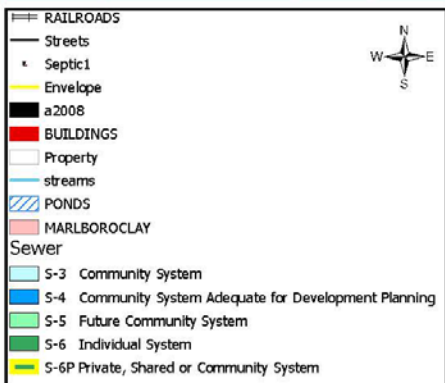 RAILROADS
Streets
Septic1
Envelope
a2008
BUILDINGS
Property
streams
PONDS
MARLBOROCLAY
Sewer
S-3 Community System
S-4 Community System Adequate for Development Planning
S-5 Future Community System
S-6 Individual System
S-6P Private, Shared or Community System
N
W E
S